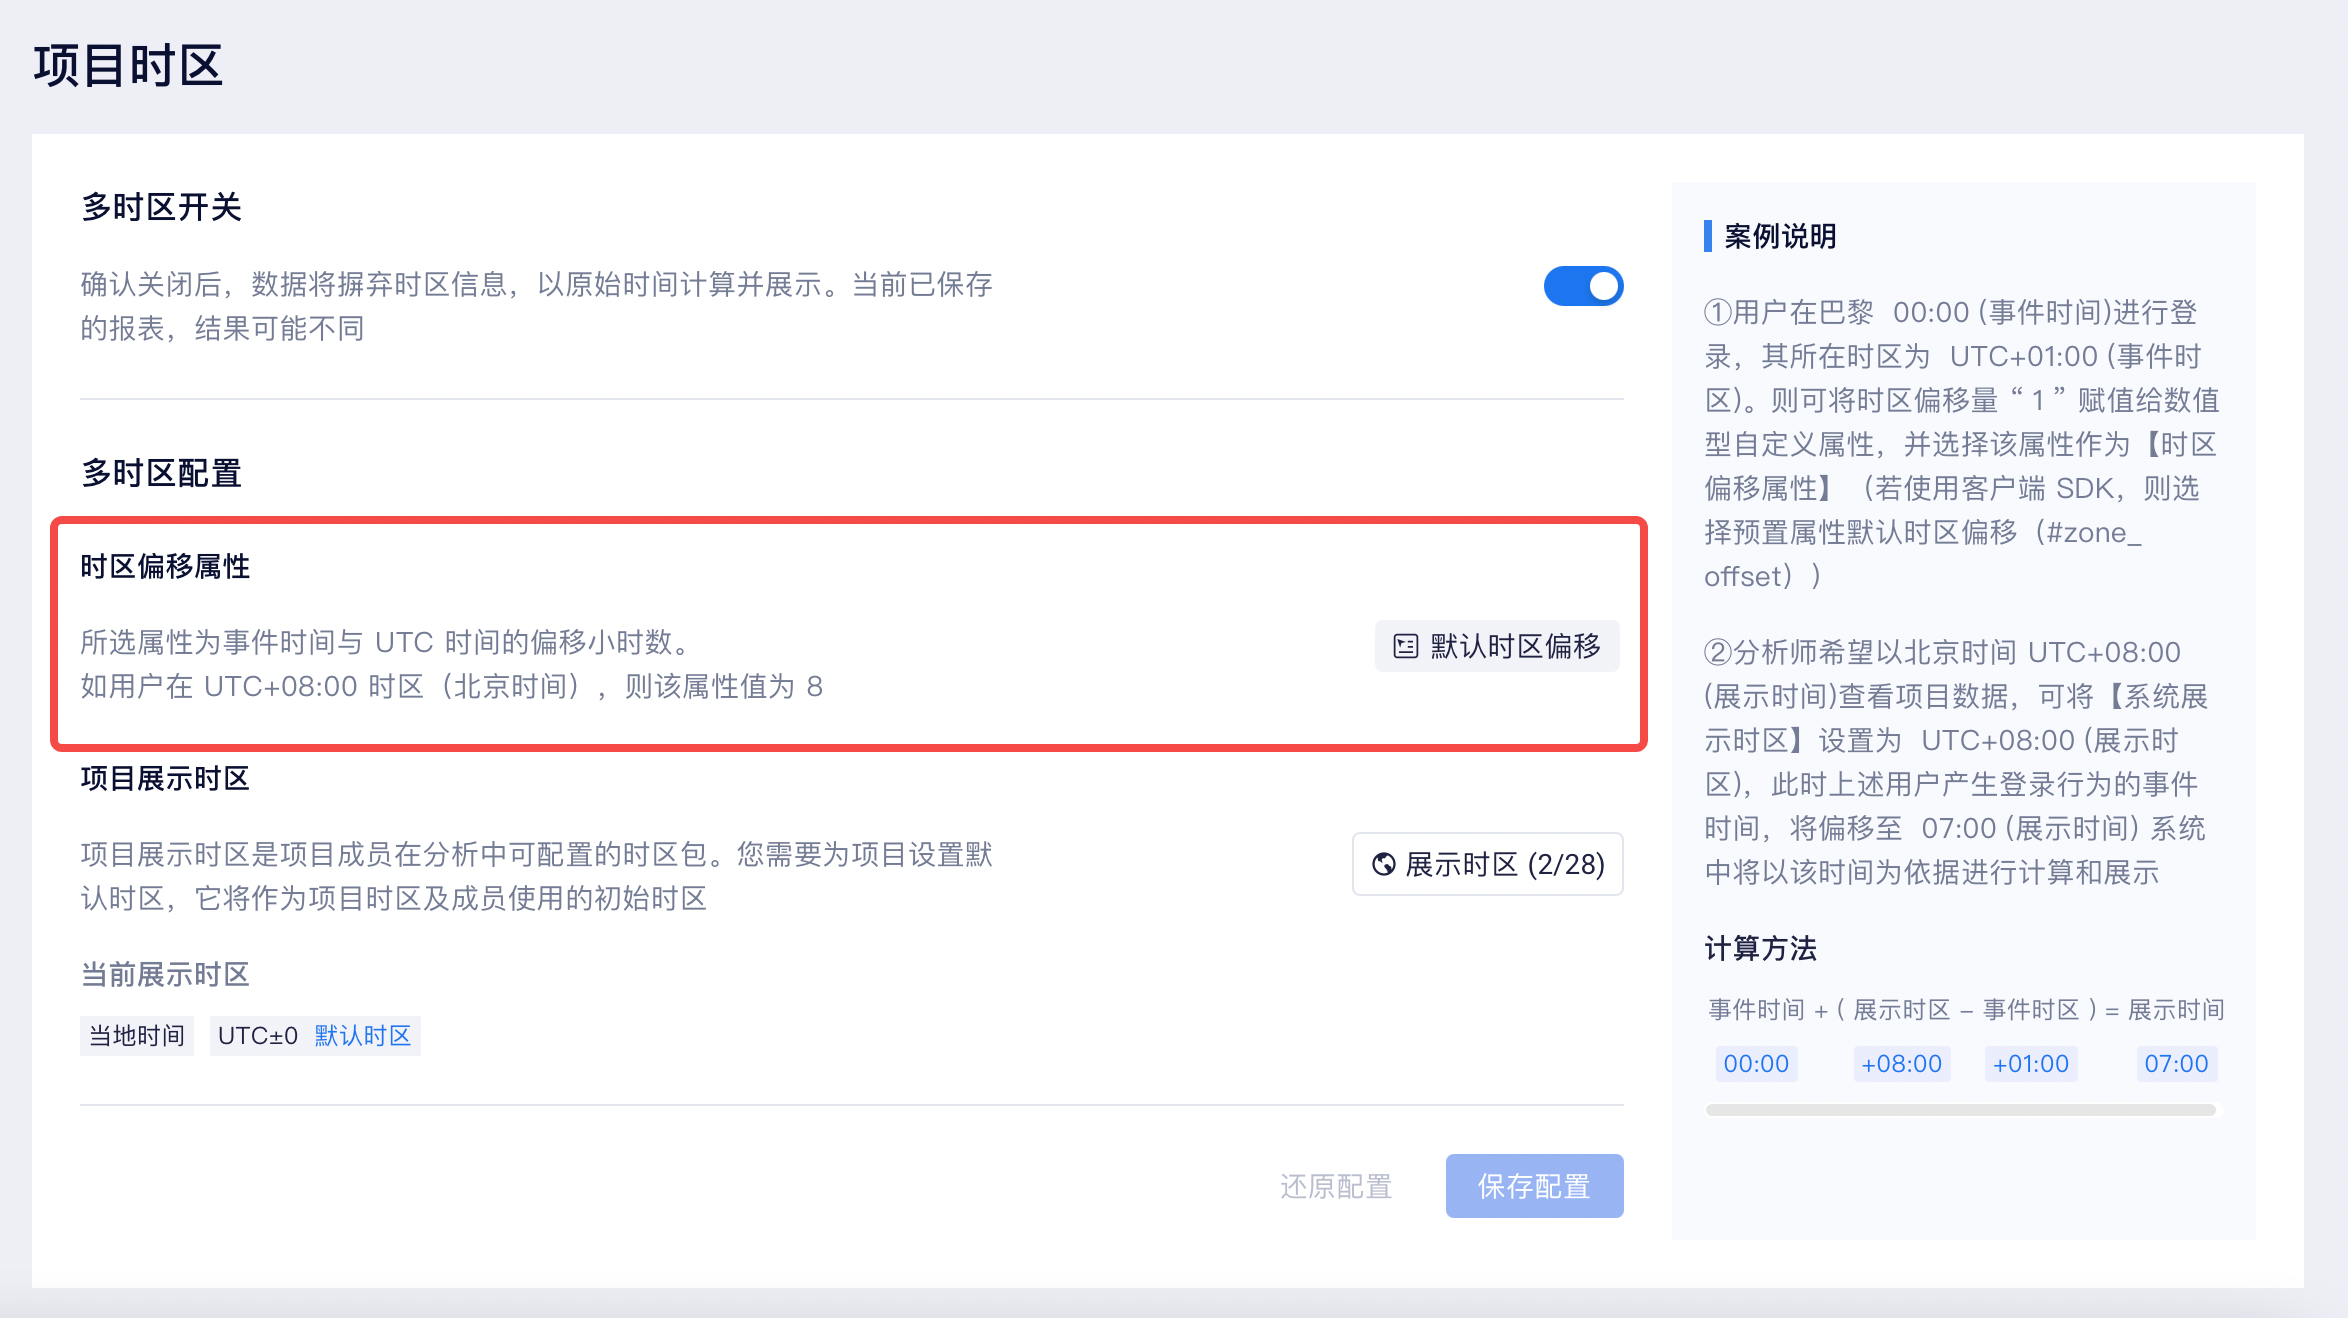 项目时区
多时区开关
确认关闭后，数据将摒弃时区信息，以原始时间计算并展示。当前已保存
的报表，结果可能不同
多时区配置
时区偏移属性
所选属性为事件时间与 UTC 时间的偏移小时数。
如用户在 UTC+08:00 时区（北京时间），则该属性值为 8
默认时区偏移
项目展示时区
项目展示时区是项目成员在分析中可配置的时区包。您需要为项目设置默
认时区，它将作为项目时区及成员使用的初始时区
展示时区 (2/28)
当前展示时区
当地时间 UTC±0 默认时区
还原配置 保存配置
案例说明
①用户在巴黎 00:00 (事件时间)进行登
录，其所在时区为 UTC+01:00 (事件时
区)。则可将时区偏移量“1”赋值给数值
型自定义属性，并选择该属性作为【时区
偏移属性】（若使用客户端 SDK，则选
择预置属性默认时区偏移（#zone_
offset））
②分析师希望以北京时间 UTC+08:00
(展示时间)查看项目数据，可将【系统展
示时区】设置为 UTC+08:00 (展示时
区)，此时上述用户产生登录行为的事件
时间，将偏移至 07:00 (展示时间) 系统
中将以该时间为依据进行计算和展示
计算方法
事件时间 + ( 展示时区 – 事件时区 ) = 展示时间
00:00 +08:00 +01:00 07:00